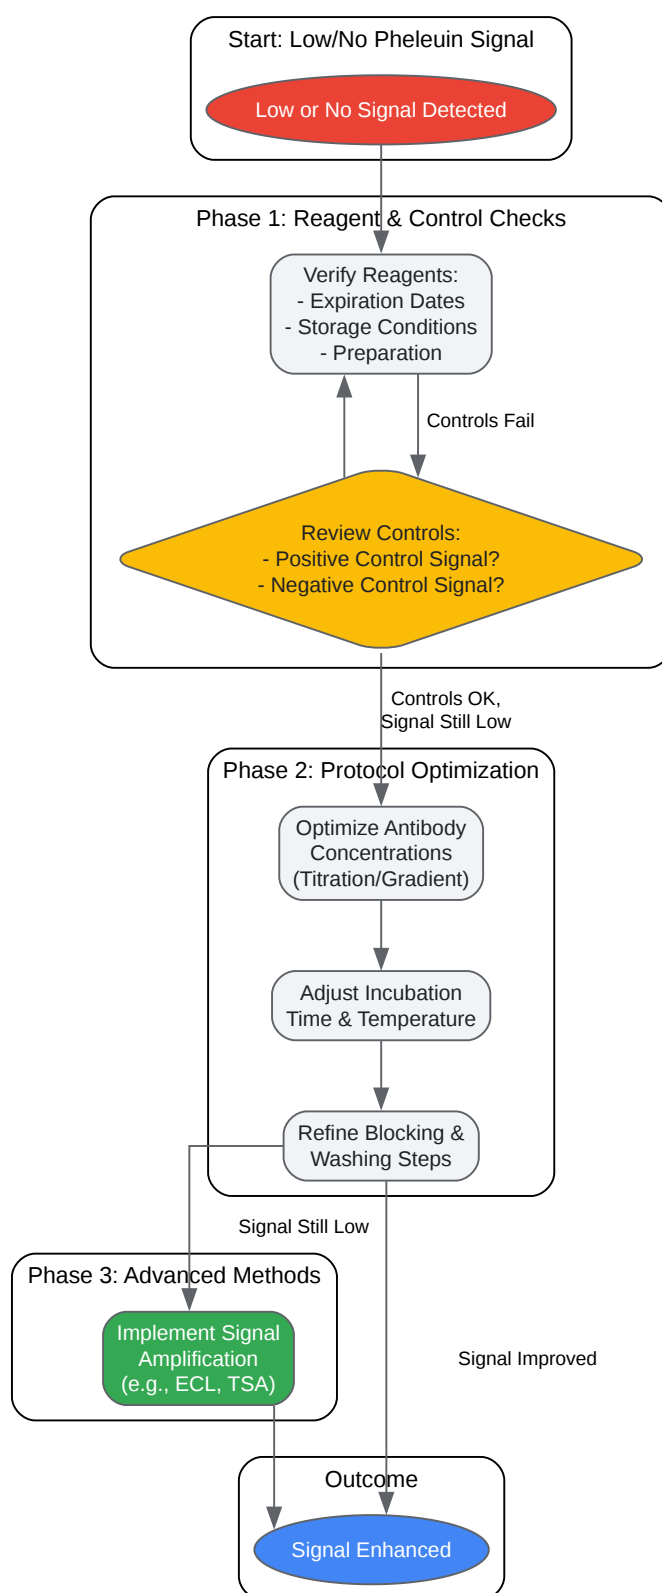 Start: Low/No Pheleuin Signal
Low or No Signal Detected
Phase 1: Reagent & Control Checks
Verify Reagents:
- Expiration Dates
- Storage Conditions
- Preparation
Controls Fail
Review Controls:
- Positive Control Signal?
- Negative Control Signal?
Controls OK,
Signal Still Low
Phase 2: Protocol Optimization
Optimize Antibody
Concentrations
(Titration/Gradient)
Adjust Incubation
Time & Temperature
Refine Blocking &
Washing Steps
Signal Still Low
Phase 3: Advanced Methods
Implement Signal
Amplification
(e.g., ECL, TSA)
Signal Improved
Outcome
Signal Enhanced